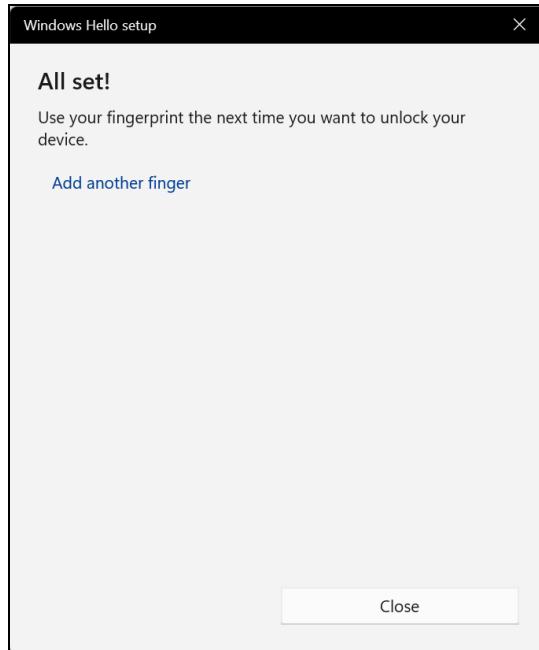 Windows Hello setup
All set!
Use your fingerprint the next time you want to unlock your
device.
Add another finger
Close